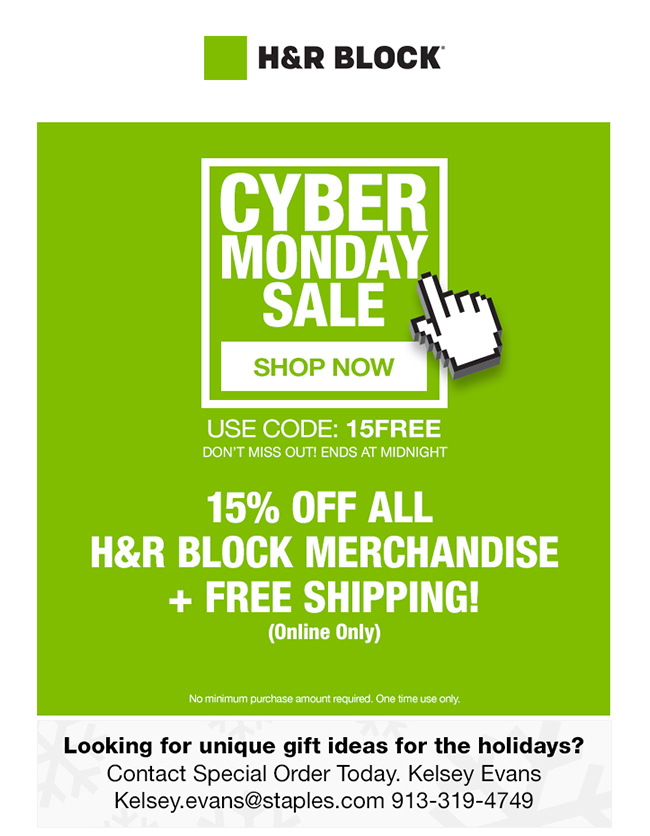 H&R BLOCK®
CYBER
MONDAY
SALE
SHOP NOW
USE CODE: 15FREE
DON'T MISS OUT! ENDS AT MIDNIGHT
15% OFF ALL
H&R BLOCK MERCHANDISE
+ FREE SHIPPING!
(Online Only)
No minimum purchase amount required. One time use only.
Looking for unique gift ideas for the holidays?
Contact Special Order Today. Kelsey Evans
Kelsey.evans@staples.com 913-319-4749